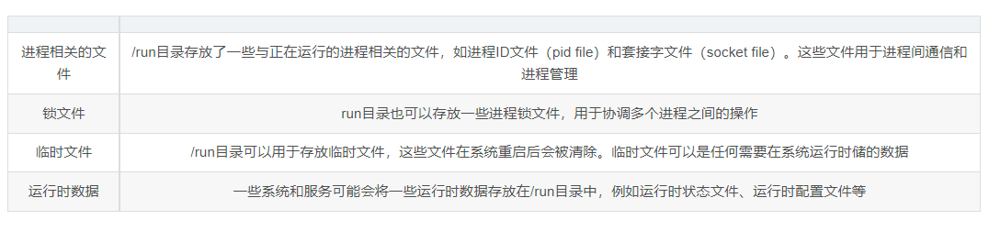 进程相关的文
件
/run目录存放了一些与正在运行的进程相关的文件，如进程ID文件（pid file）和套接字文件（socket file）。这些文件用于进程间通信和
进程管理
锁文件
run目录也可以存放一些进程锁文件，用于协调多个进程之间的操作
临时文件
/run目录可以用于存放临时文件，这些文件在系统重启后会被清除。临时文件可以是任何需要在系统运行时储的数据
运行时数据
一些系统和服务可能会将一些运行时数据存放在/run目录中，例如运行时状态文件、运行时配置文件等